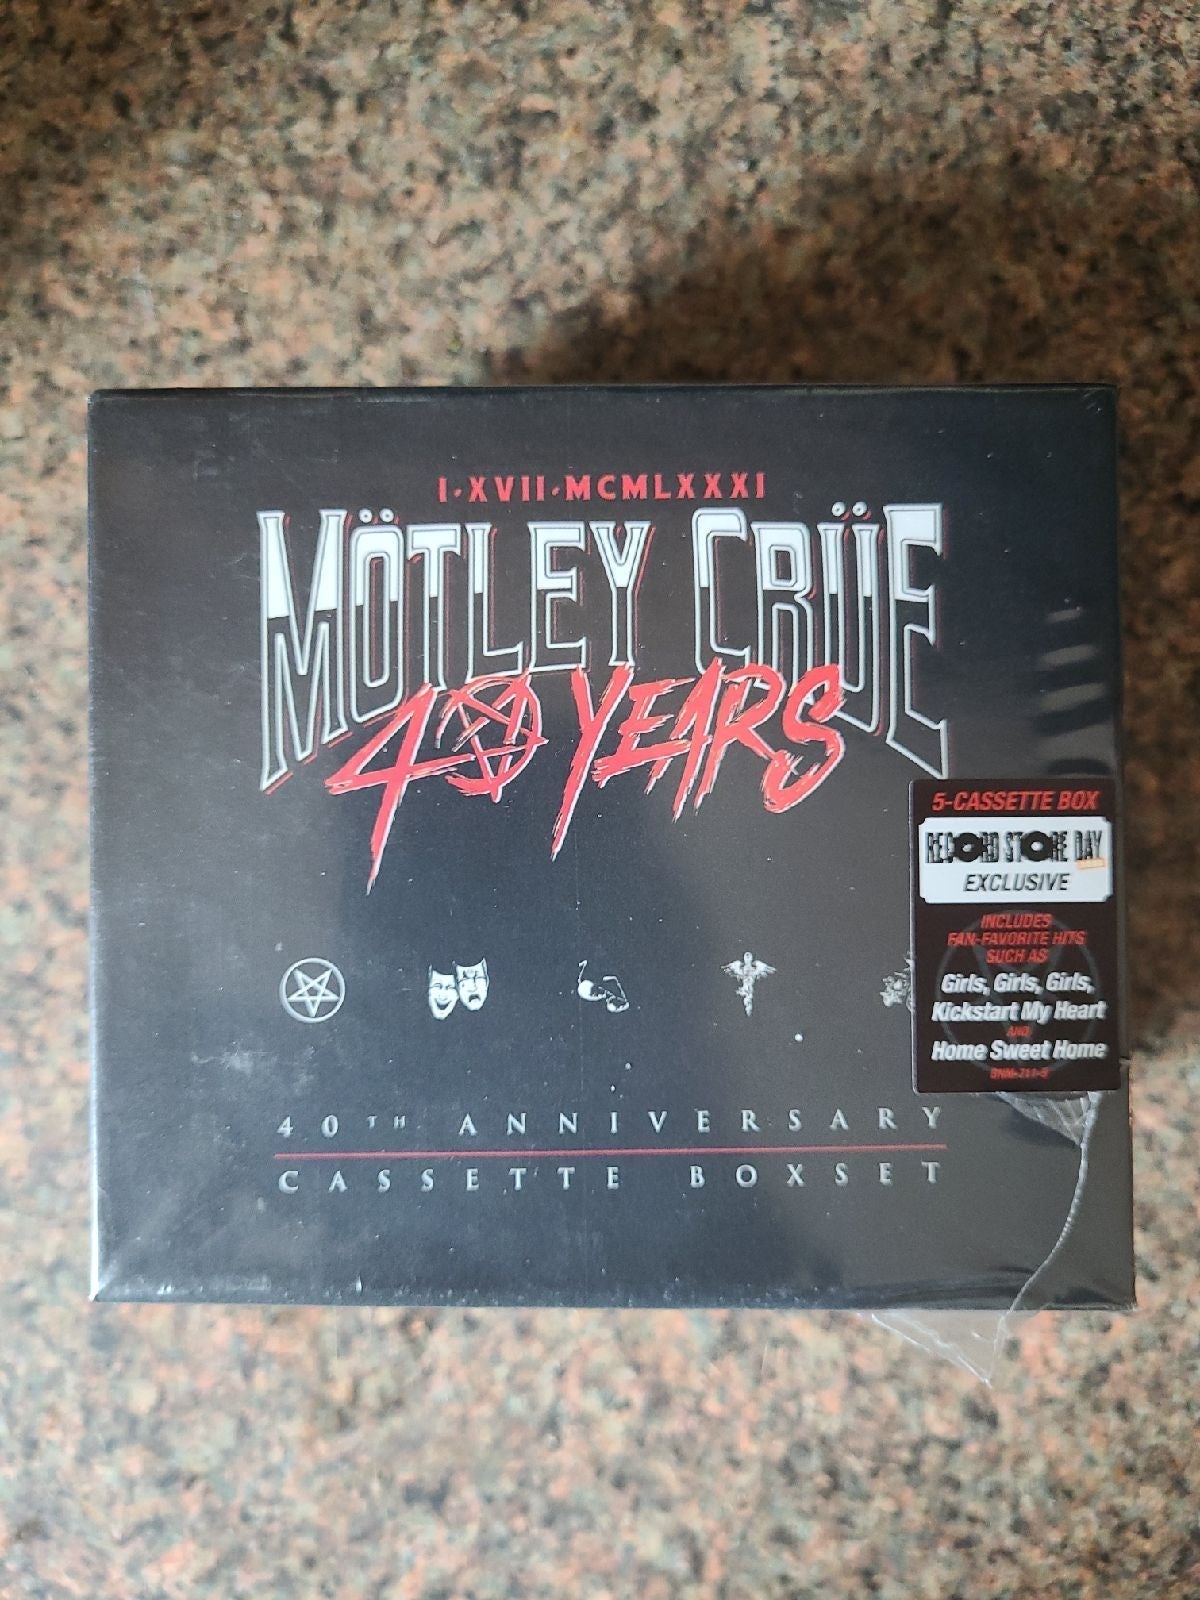 I·XVII·MCMLXXXI
MÖTLEY CRÜE
40 YEARS
5-CASSETTE BOX
RECORD STORE DAY
EXCLUSIVE
INCLUDES
FAN-FAVORITE HITS
SUCH AS
Girls, Girls, Girls,
Kickstart My Heart
AND
Home Sweet Home
40TH ANNIVERSARY
CASSETTE BOXSET